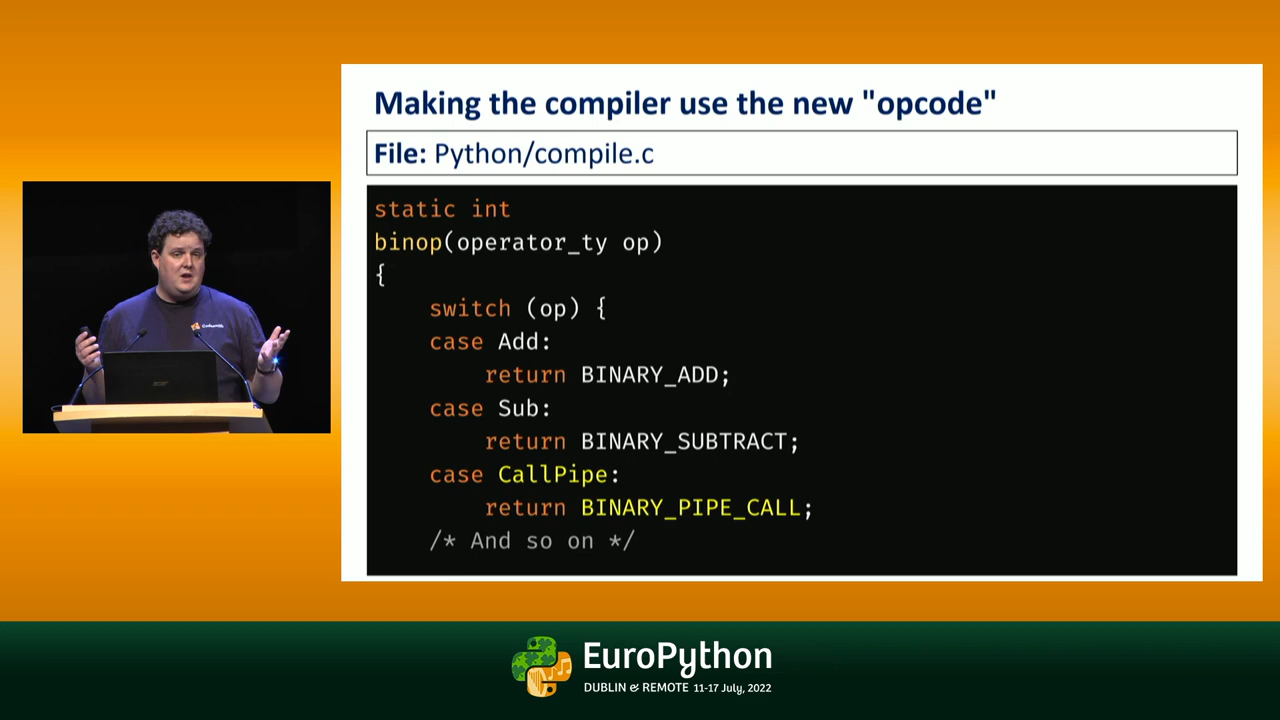 Making the compiler use the new "opcode"
File: Python/compile.c
static int
binop(operator_ty op)
{
    switch (op) {
    case Add:
        return BINARY_ADD;
    case Sub:
        return BINARY_SUBTRACT;
    case CallPipe:
        return BINARY_PIPE_CALL;
    /* And so on */
EuroPython
DUBLIN & REMOTE 11-17 July, 2022